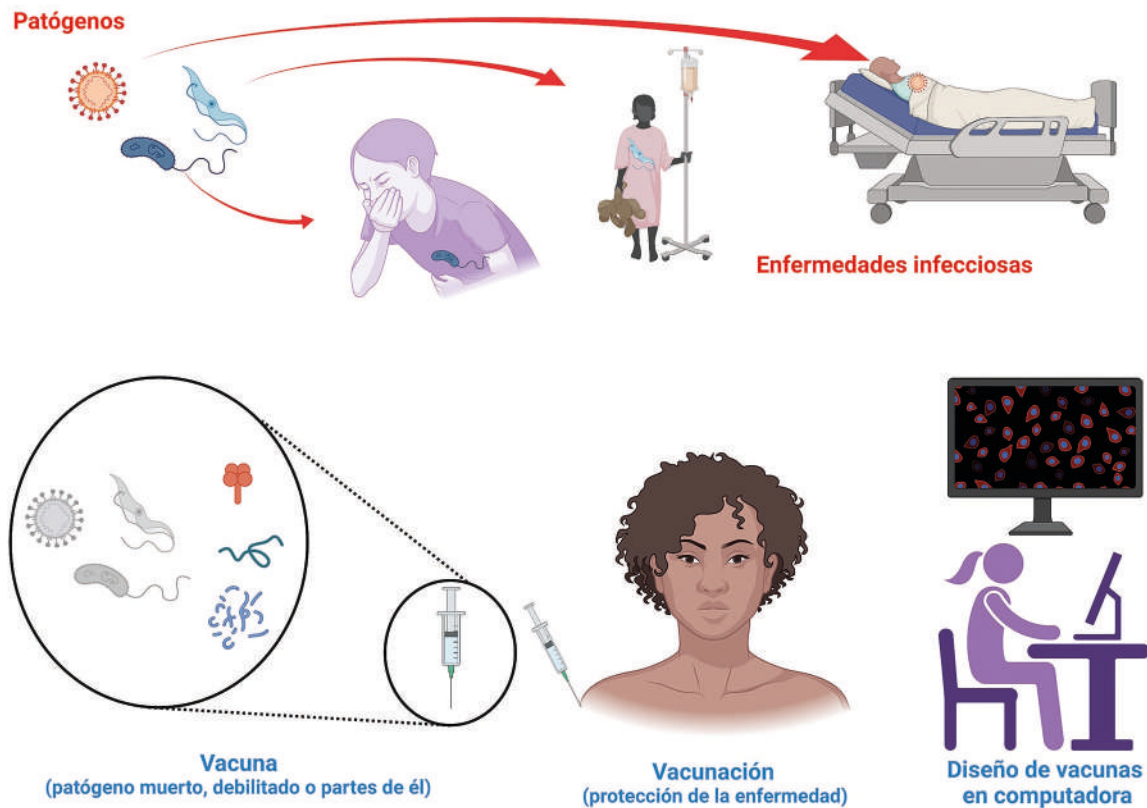 Patógenos
Enfermedades infecciosas
Vacuna
(patógeno muerto, debilitado o partes de él)
Vacunación
(protección de la enfermedad)
Diseño de vacunas
en computadora